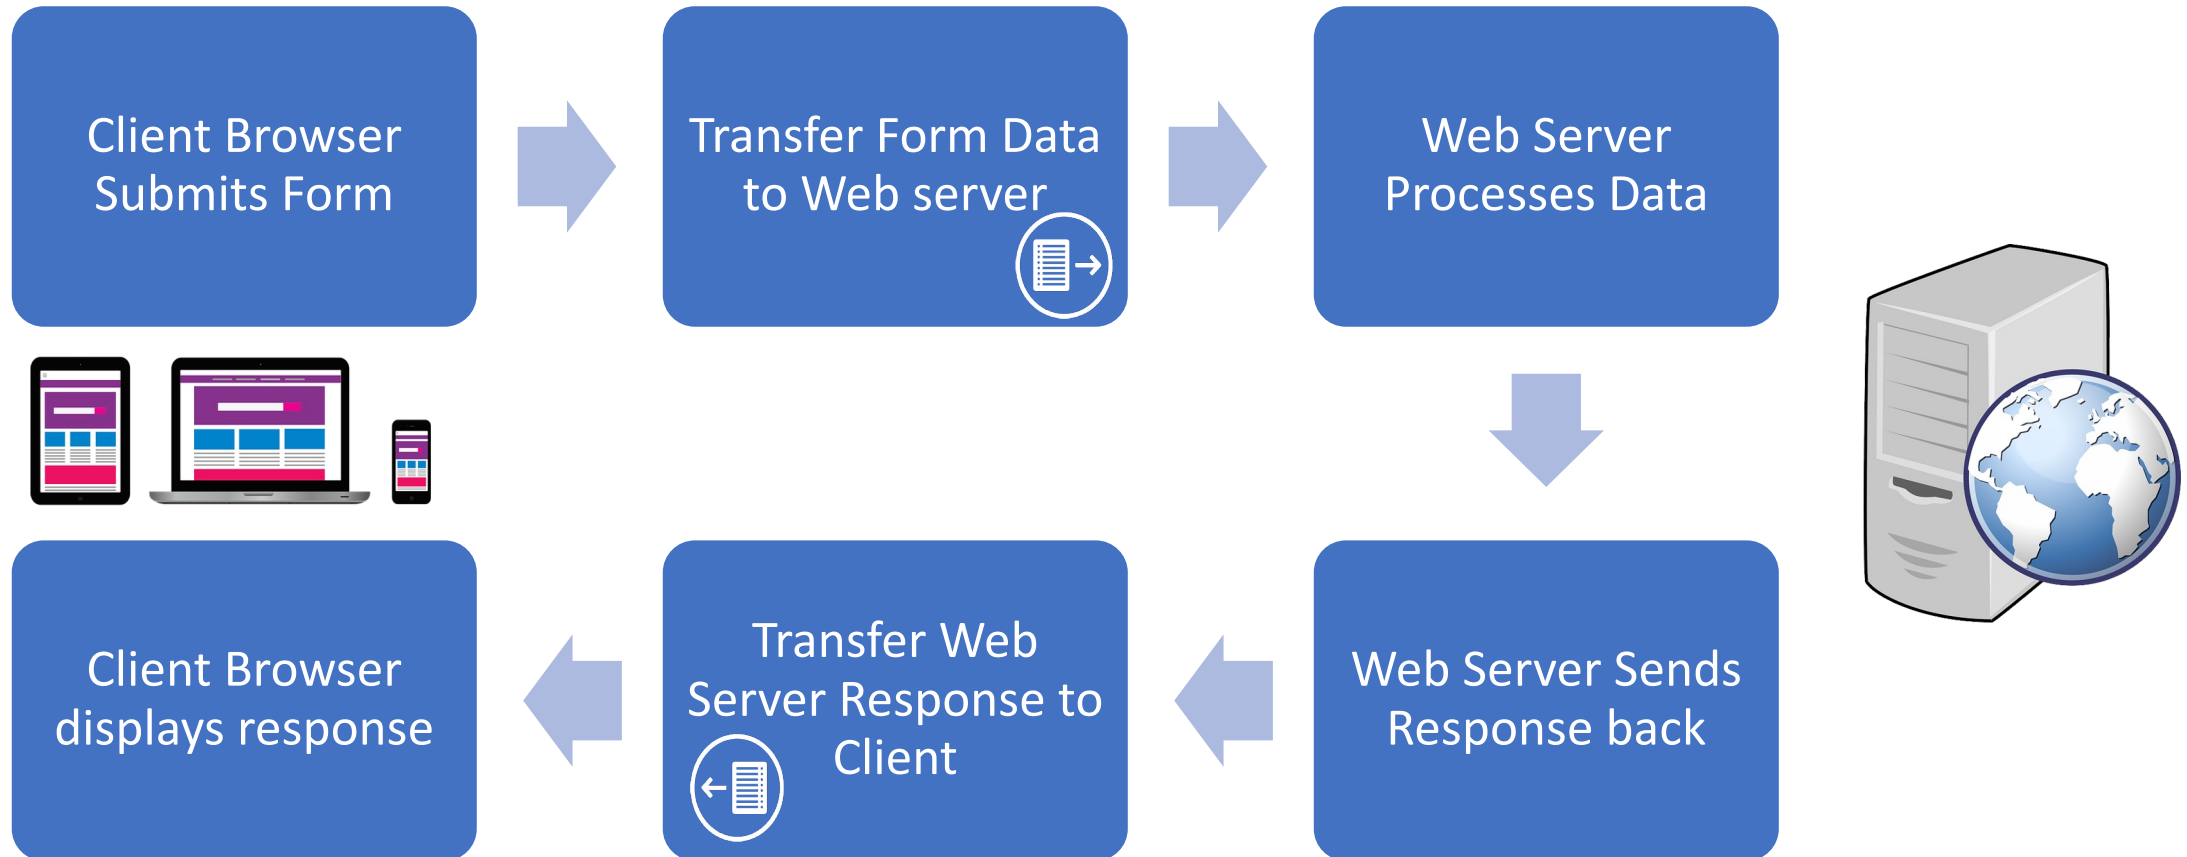 Client Browser
Submits Form
Transfer Form Data
to Web server
Web Server
Processes Data
Web Server Sends
Response back
Transfer Web
Server Response to
Client
Client Browser
displays response